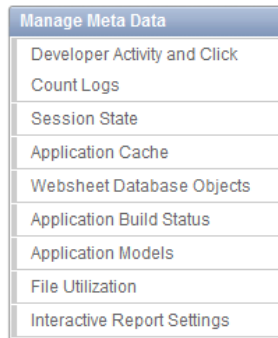 Manage Meta Data
Developer Activity and Click
Count Logs
Session State
Application Cache
Websheet Database Objects
Application Build Status
Application Models
File Utilization
Interactive Report Settings